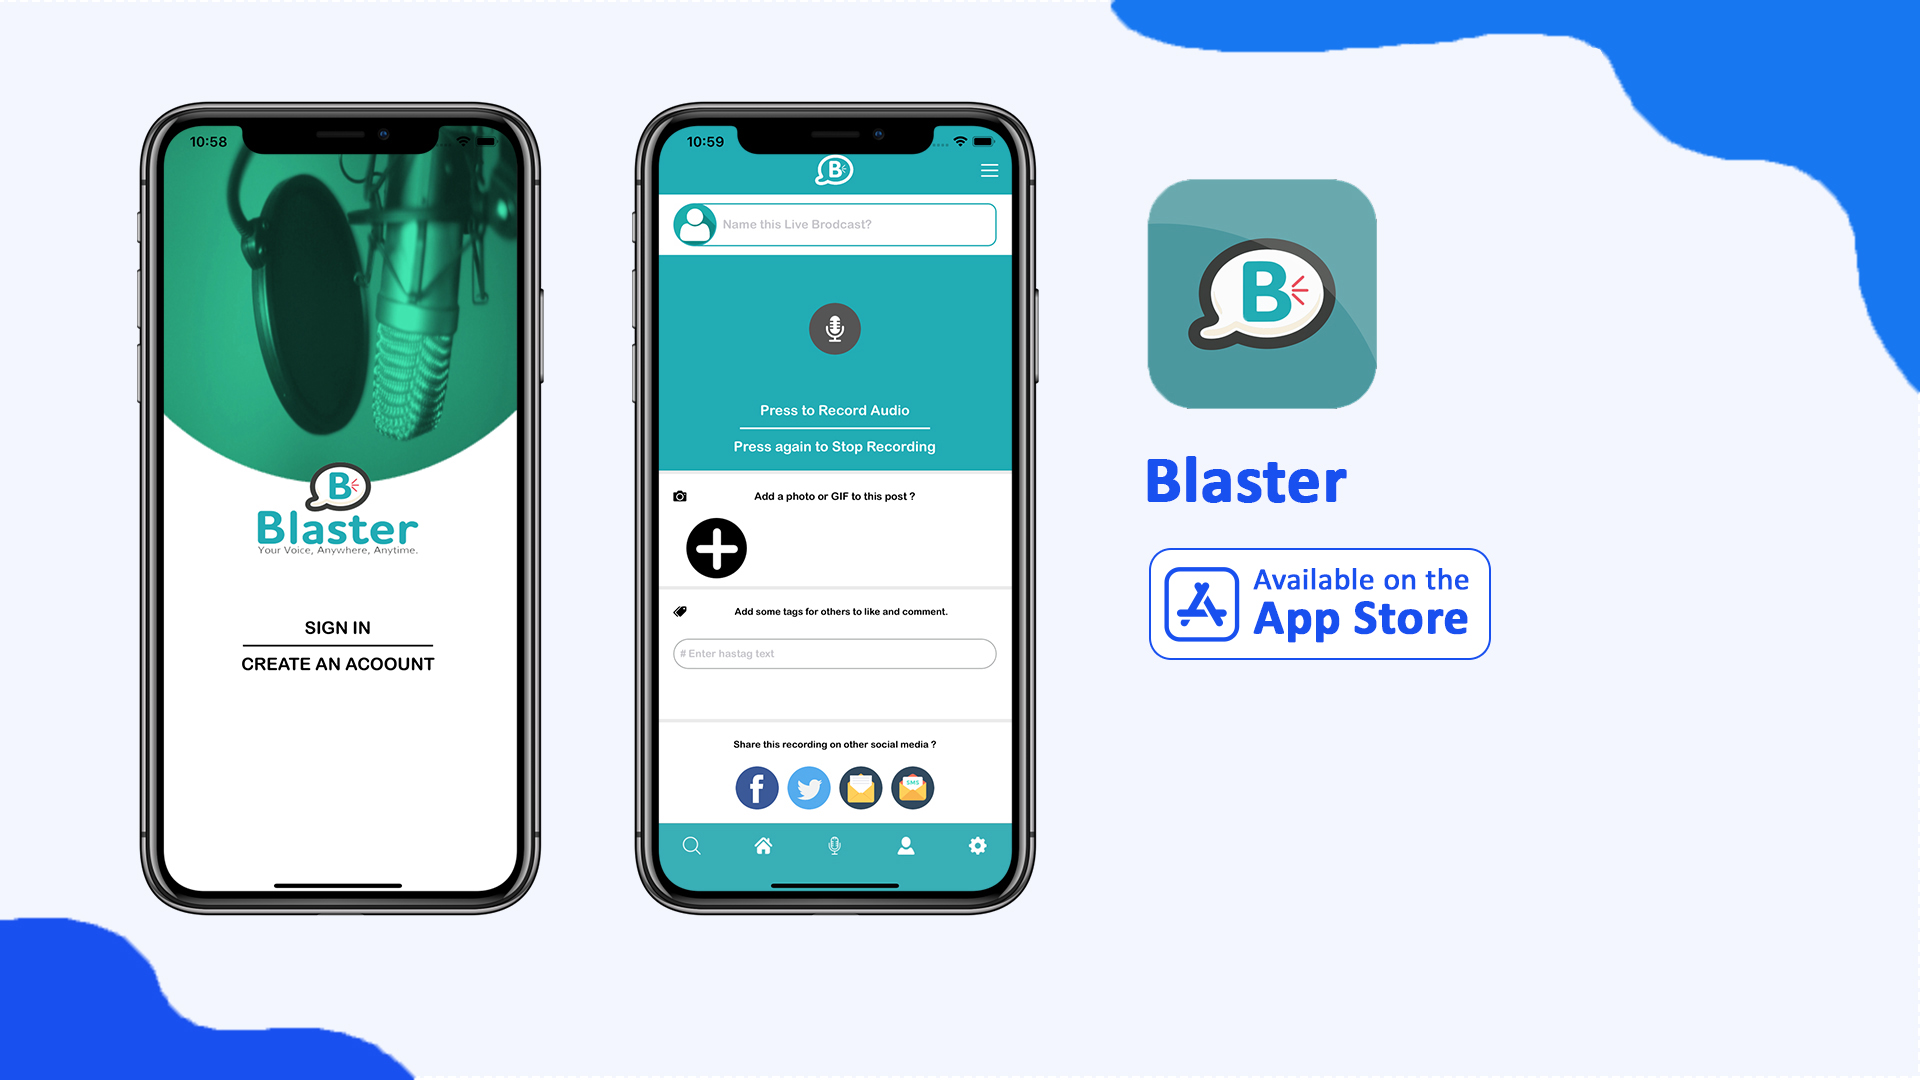 10:58
B
Blaster
Your Voice, Anywhere, Anytime.
SIGN IN
CREATE AN ACOOUNT
10:59
B
Name this Live Brodcast?
Press to Record Audio
Press again to Stop Recording
Add a photo or GIF to this post ?
Add some tags for others to like and comment.
# Enter hastag text
Share this recording on other social media ?
f
SMS
B
Blaster
Available on the
App Store